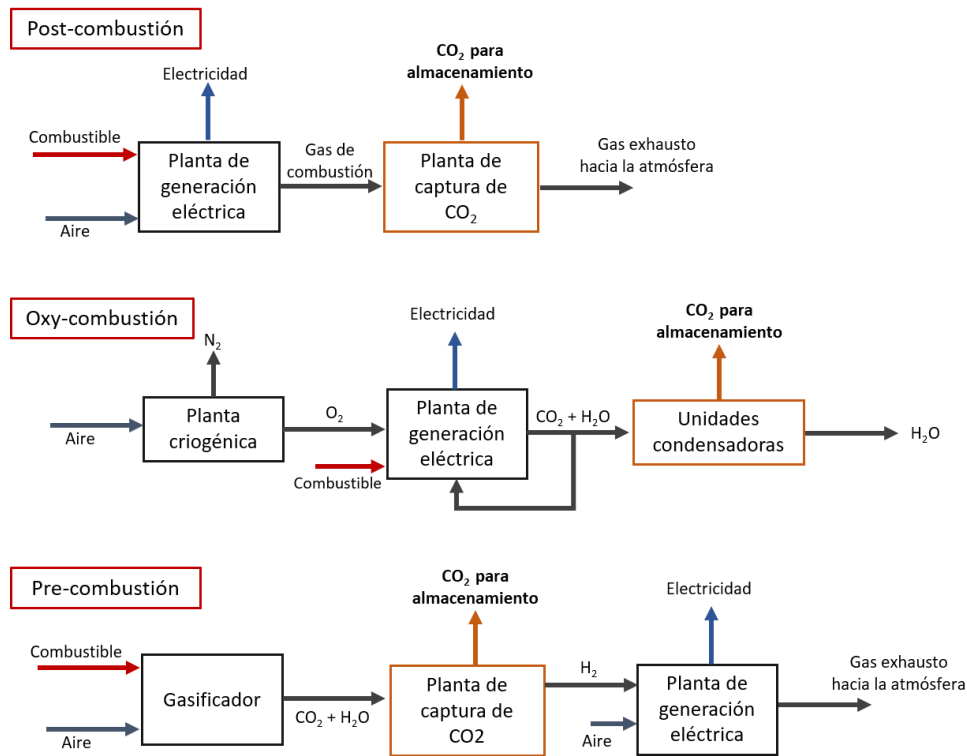 Post-combustión
CO₂ para
almacenamiento
Electricidad
Combustible
Aire
Planta de
generación
eléctrica
Gas de
combustión
Planta de
captura de
CO₂
Gas exhausto
hacia la atmósfera
Oxy-combustión
N₂
Electricidad
CO₂ para
almacenamiento
Aire
Planta
criogénica
O₂
Combustible
Planta de
generación
eléctrica
CO₂ + H₂O
Unidades
condensadoras
H₂O
Pre-combustión
CO₂ para
almacenamiento
Electricidad
Combustible
Aire
Gasificador
CO₂ + H₂O
Planta de
captura de
CO2
H₂
Aire
Planta de
generación
eléctrica
Gas exhausto
hacia la atmósfera